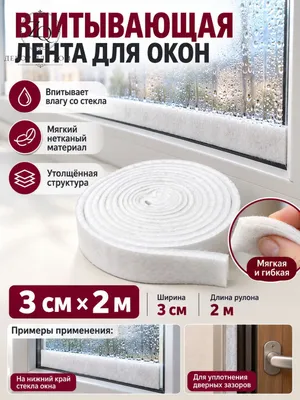 ВПИТЫВАЮЩАЯ
ЛЕНТА ДЛЯ ОКОН
Впитывает
влагу со стекла
Мягкий
нетканый
материал
Утолщённая
структура
Мягкая
и гибкая
3 см × 2 м
Ширина
3 см
Длина рулона
2 м
Примеры применения:
На нижний край
стекла окна
Для уплотнения
дверных зазоров